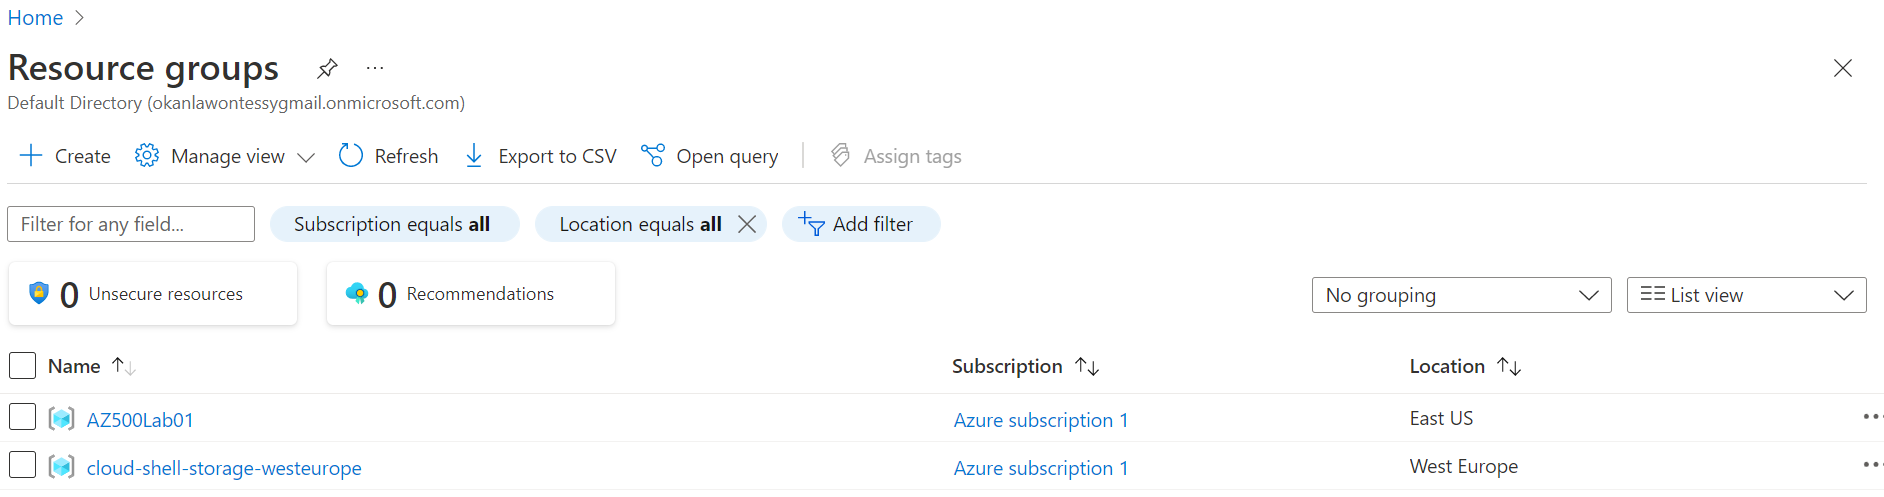 Home
Resource groups ...
Default Directory (okanlawontessygmail.onmicrosoft.com)
Create Manage view Refresh Export to CSV Open query Assign tags
Filter for any field... Subscription equals all Location equals all Add filter
0 Unsecure resources 0 Recommendations No grouping List view
Name Subscription Location
AZ500Lab01 Azure subscription 1 East US
cloud-shell-storage-westeurope Azure subscription 1 West Europe